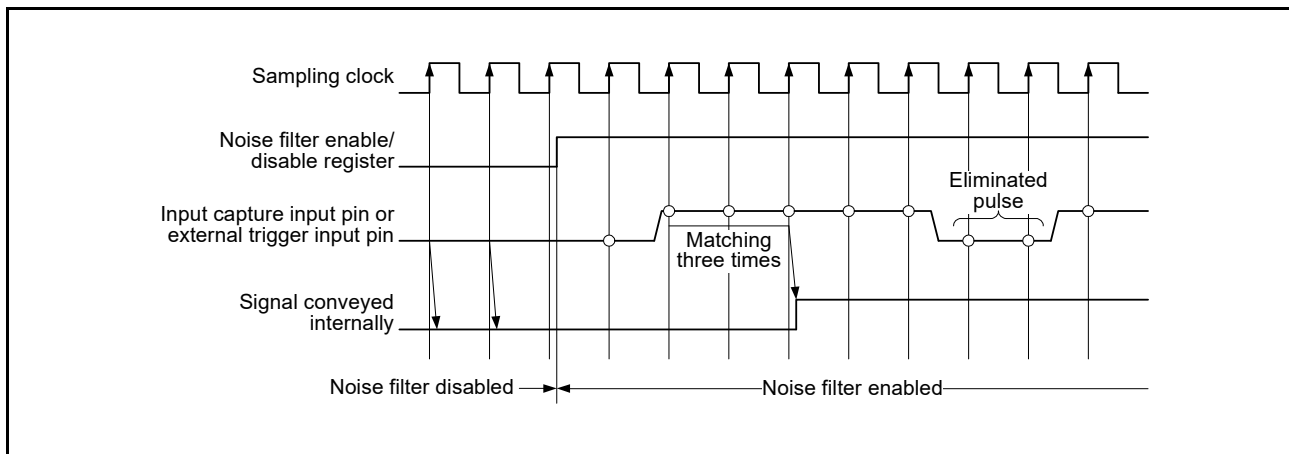 Sampling clock
Noise filter enable/
disable register
Eliminated
pulse
Input capture input pin or
external trigger input pin
Matching
three times
Signal conveyed
internally
Noise filter disabled
Noise filter enabled